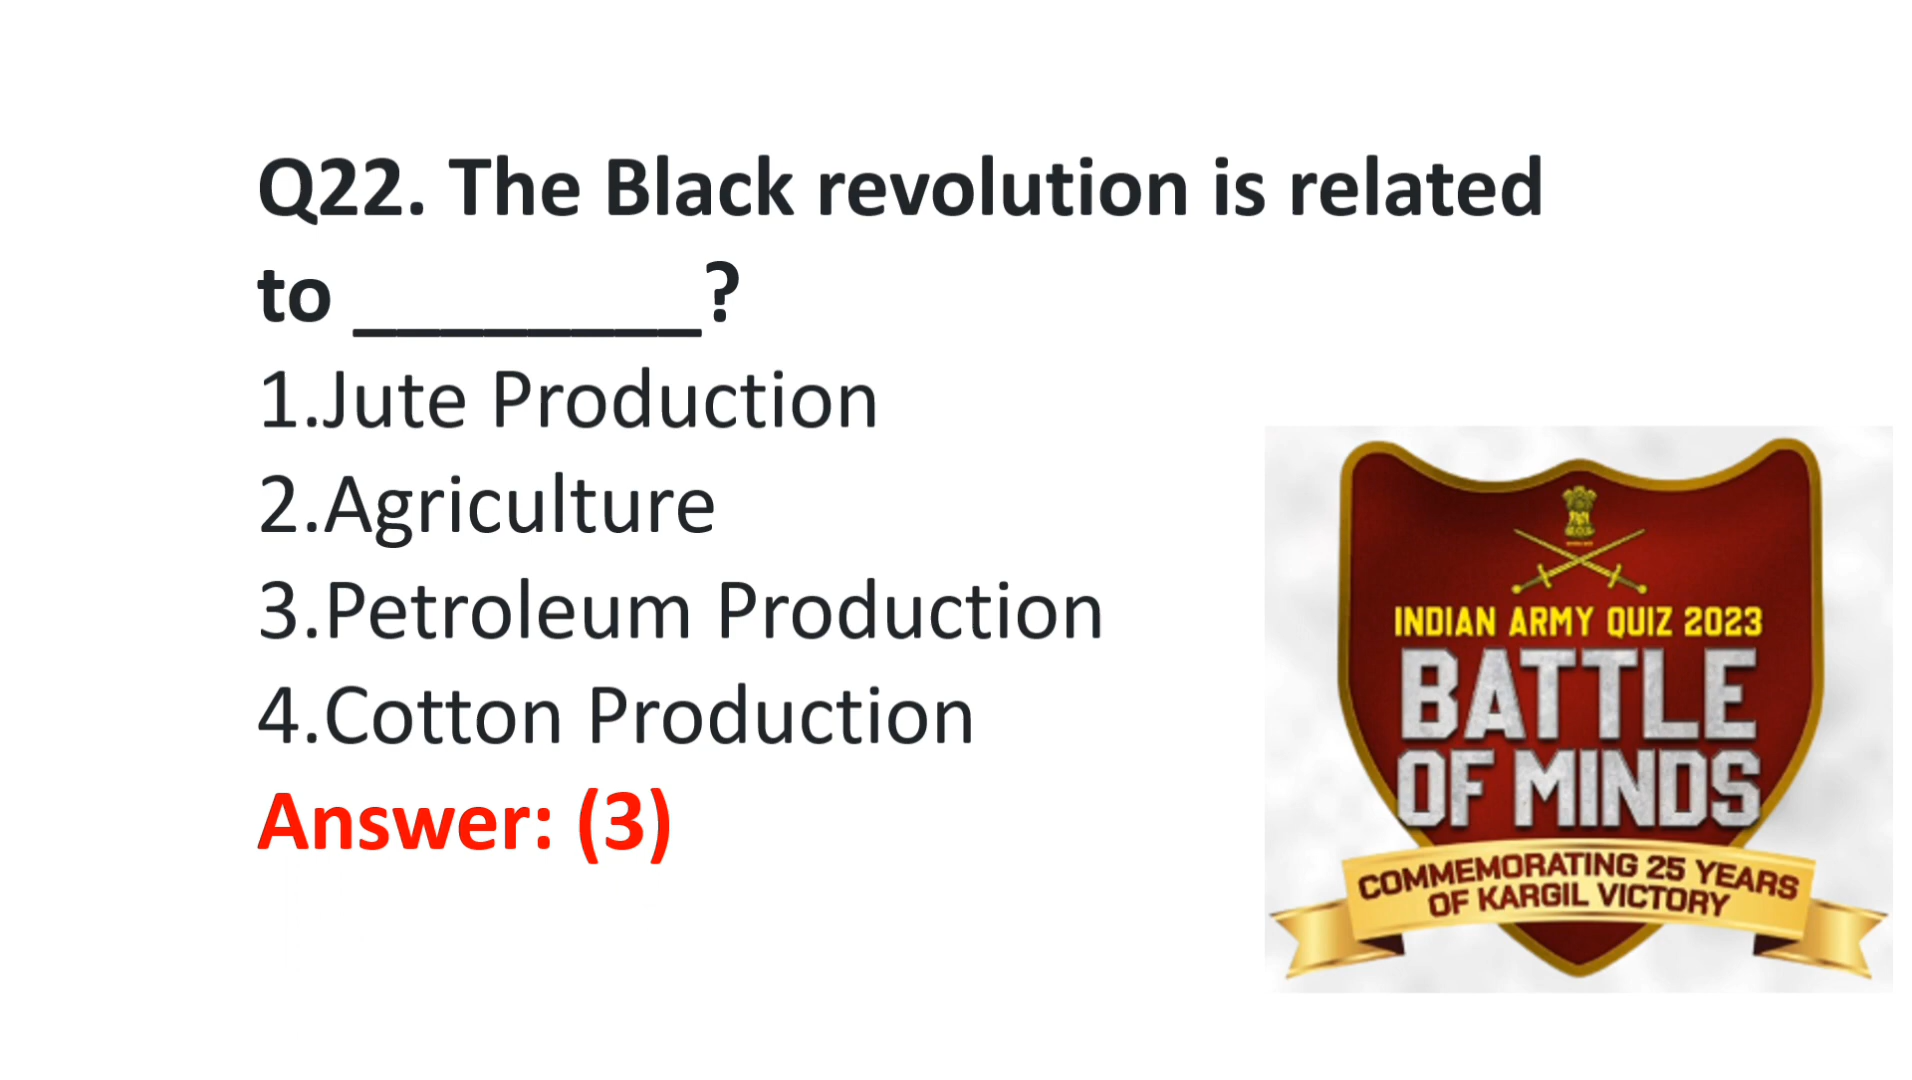 Q22. The Black revolution is related
to ________?
1.Jute Production
2.Agriculture
3.Petroleum Production
4.Cotton Production
Answer: (3)
INDIAN ARMY QUIZ 2023
BATTLE
OF MINDS
COMMEMORATING 25 YEARS
OF KARGIL VICTORY